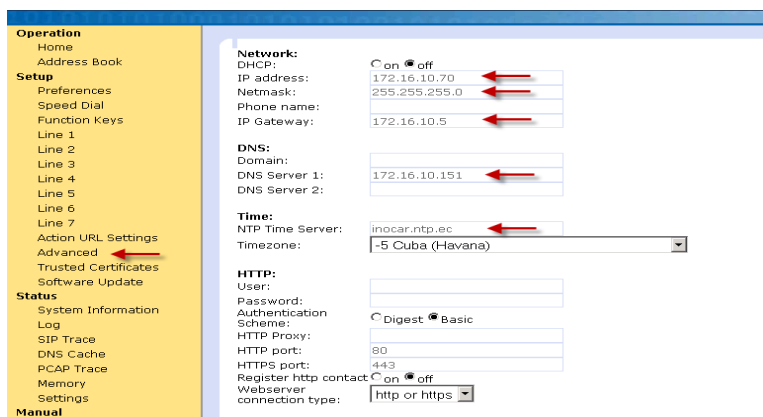 Operation
Home
Address Book
Setup
Preferences
Speed Dial
Function Keys
Line 1
Line 2
Line 3
Line 4
Line 5
Line 6
Line 7
Action URL Settings
Advanced
Trusted Certificates
Software Update
Status
System Information
Log
SIP Trace
DNS Cache
PCAP Trace
Memory
Settings
Manual
Network:
DHCP: on off
IP address: 172.16.10.70
Netmask: 255.255.255.0
Phone name:
IP Gateway: 172.16.10.5
DNS:
Domain:
DNS Server 1: 172.16.10.151
DNS Server 2:
Time:
NTP Time Server: inocar.ntp.ec
Timezone: -5 Cuba (Havana)
HTTP:
User:
Password:
Authentication
Scheme: Digest Basic
HTTP Proxy:
HTTP port: 80
HTTPS port: 443
Register http contact on off
Webserver
connection type: http or https